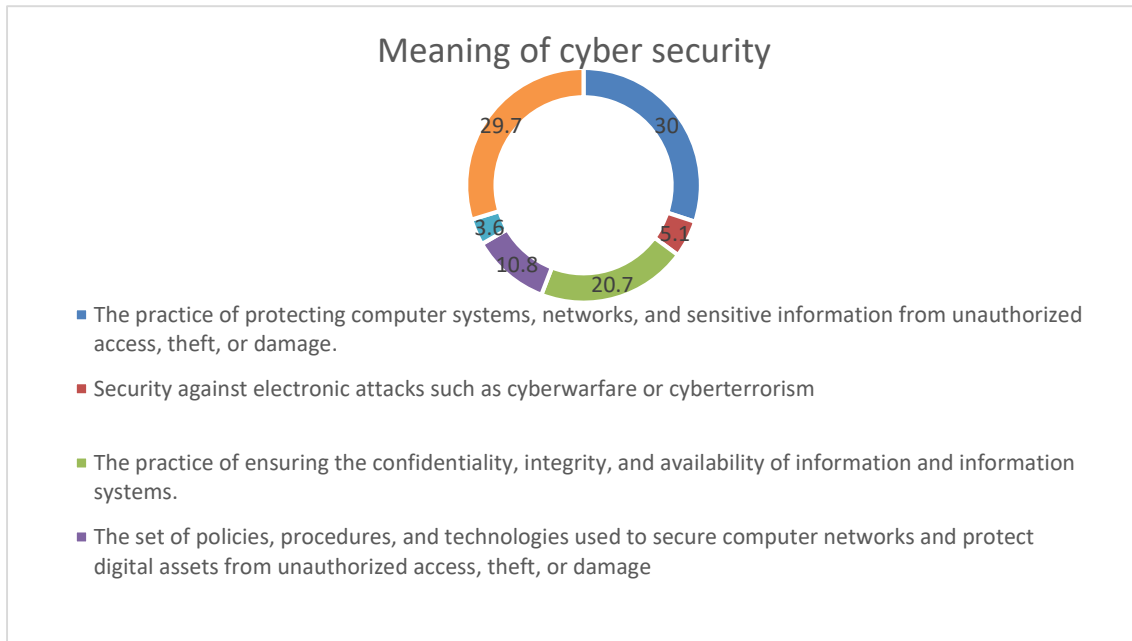 Meaning of cyber security
29.7
30
3.6
5.1
10.8
20.7
The practice of protecting computer systems, networks, and sensitive information from unauthorized
access, theft, or damage.
Security against electronic attacks such as cyberwarfare or cyberterrorism
The practice of ensuring the confidentiality, integrity, and availability of information and information
systems.
The set of policies, procedures, and technologies used to secure computer networks and protect
digital assets from unauthorized access, theft, or damage